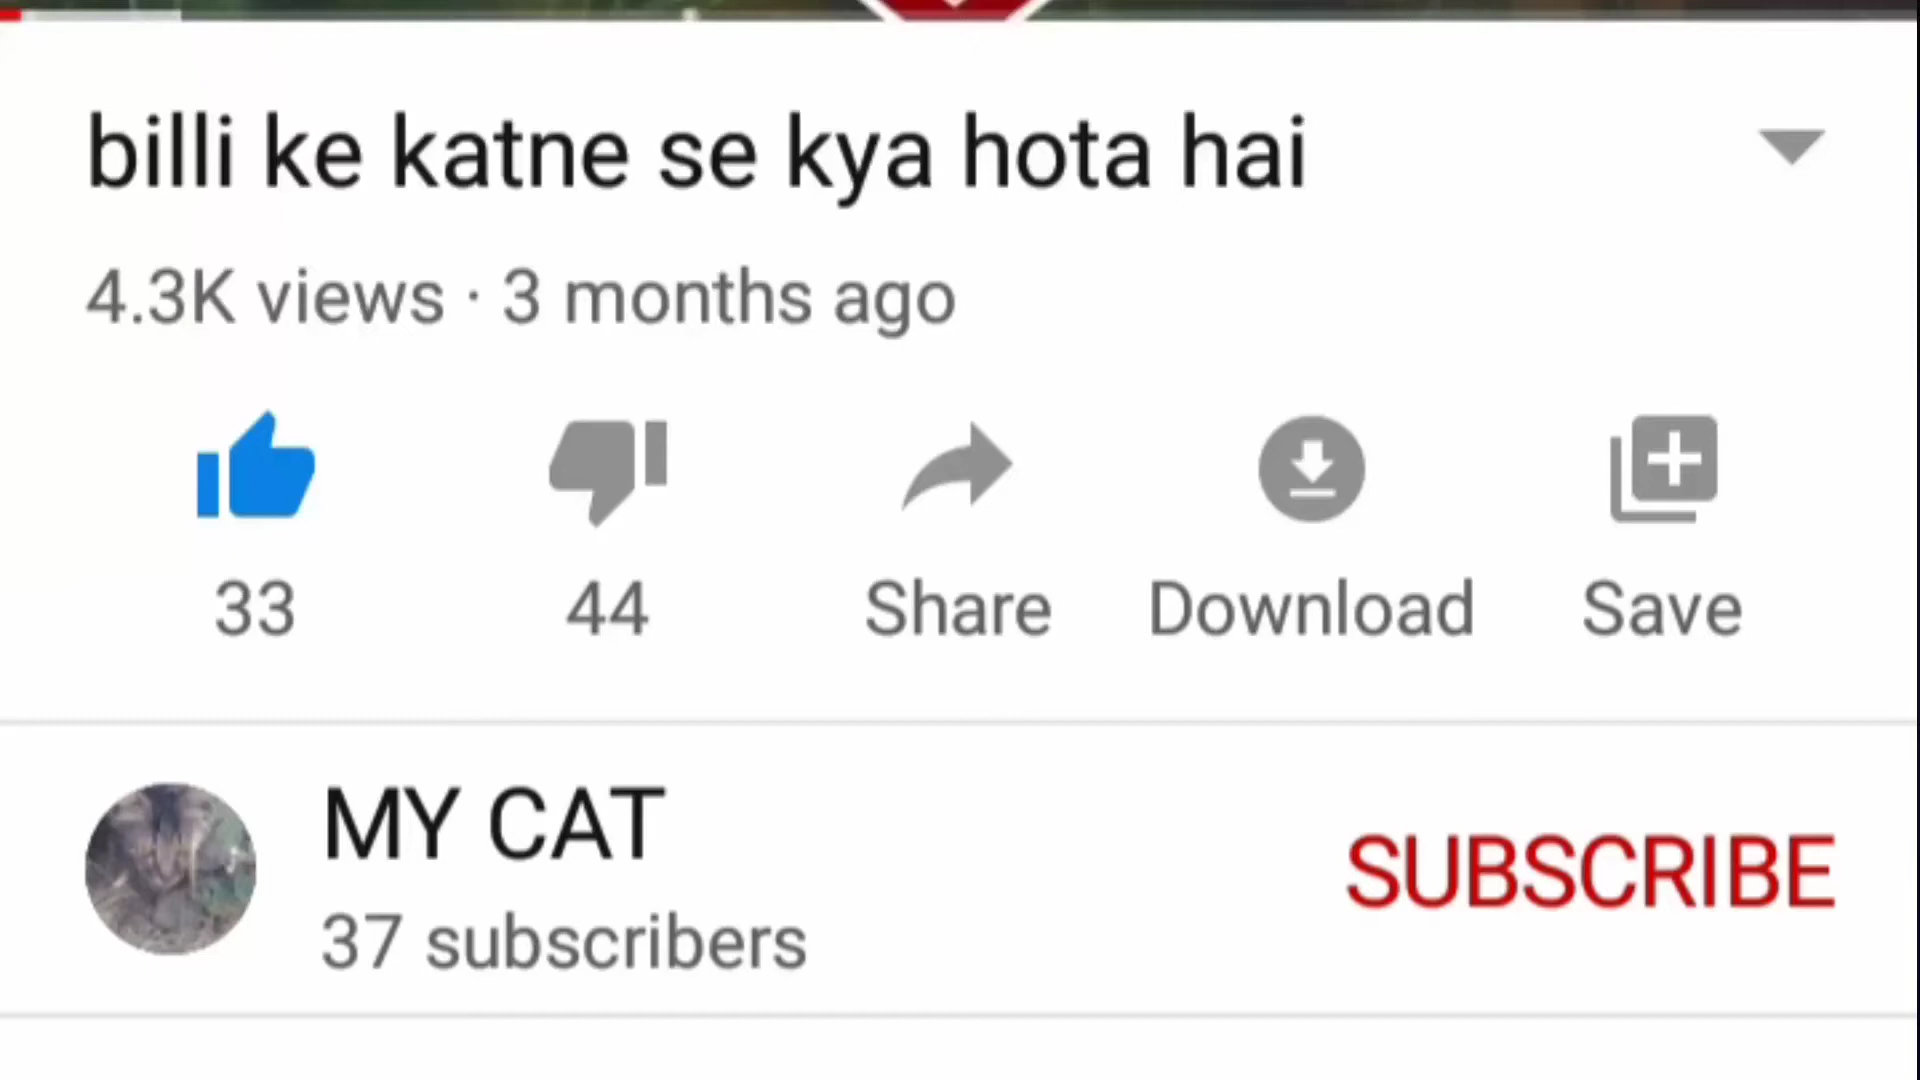 billi ke katne se kya hota hai
4.3K views · 3 months ago
33 44 Share Download Save
MY CAT
SUBSCRIBE
37 subscribers